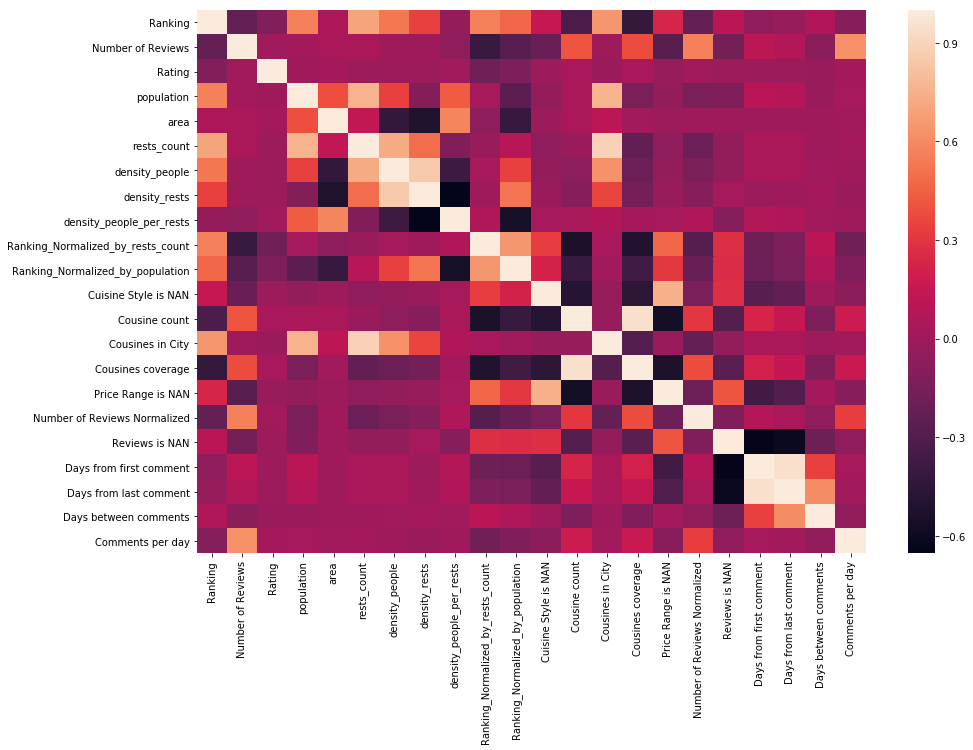 Ranking
Number of Reviews
Rating
population
area
rests_count
density_people
density_rests
density_people_per_rests
Ranking_Normalized_by_rests_count
Ranking_Normalized_by_population
Cuisine Style is NAN
Cousine count
Cousines in City
Cousines coverage
Price Range is NAN
Number of Reviews Normalized
Reviews is NAN
Days from first comment
Days from last comment
Days between comments
Comments per day
0.9
0.6
0.3
0.0
−0.3
−0.6
Ranking
Number of Reviews
Rating
population
area
rests_count
density_people
density_rests
density_people_per_rests
Ranking_Normalized_by_rests_count
Ranking_Normalized_by_population
Cuisine Style is NAN
Cousine count
Cousines in City
Cousines coverage
Price Range is NAN
Number of Reviews Normalized
Reviews is NAN
Days from first comment
Days from last comment
Days between comments
Comments per day